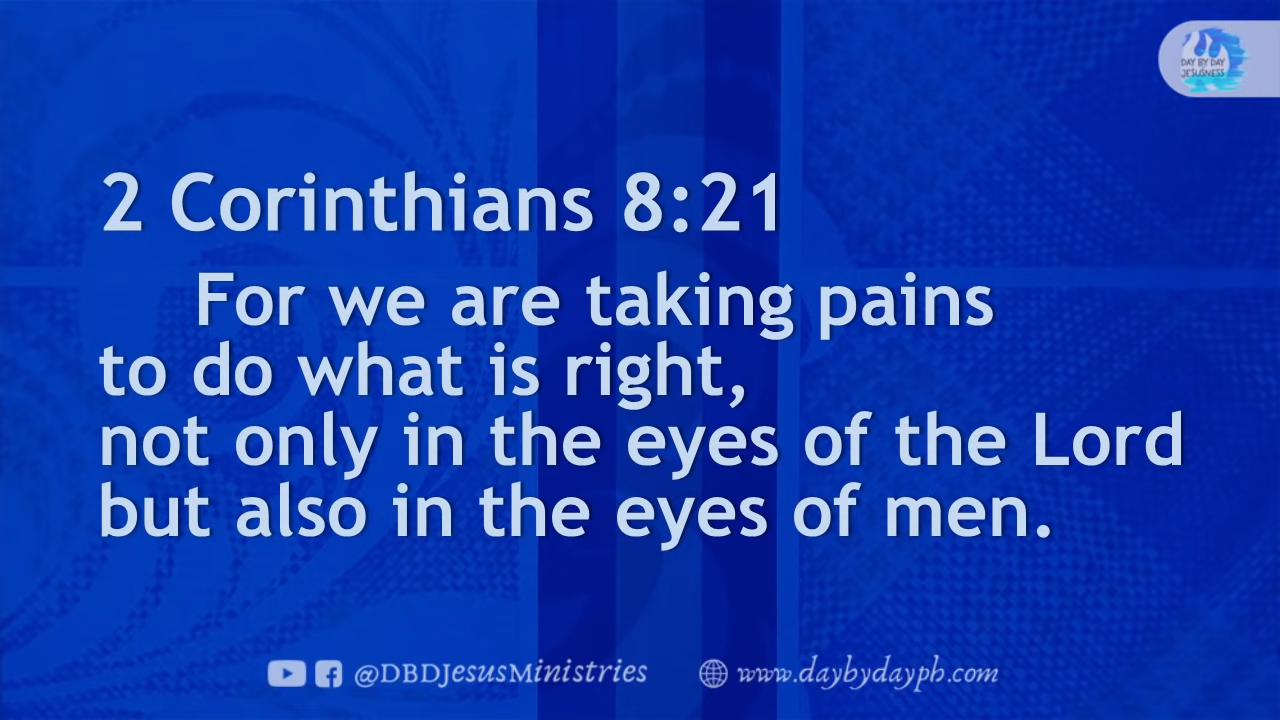 DAY BY DAY
JESUSNESS
2 Corinthians 8:21
For we are taking pains
to do what is right,
not only in the eyes of the Lord
but also in the eyes of men.
@DBDJesusMinistries
www.daybydayph.com